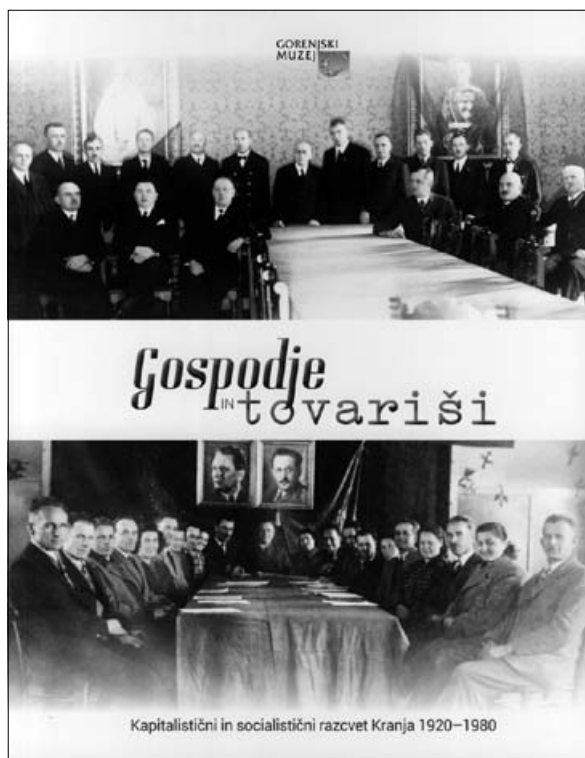 GORENJSKI
MUZEJ
Gospodje
IN tovariši
Kapitalistični in socialistični razcvet Kranja 1920–1980